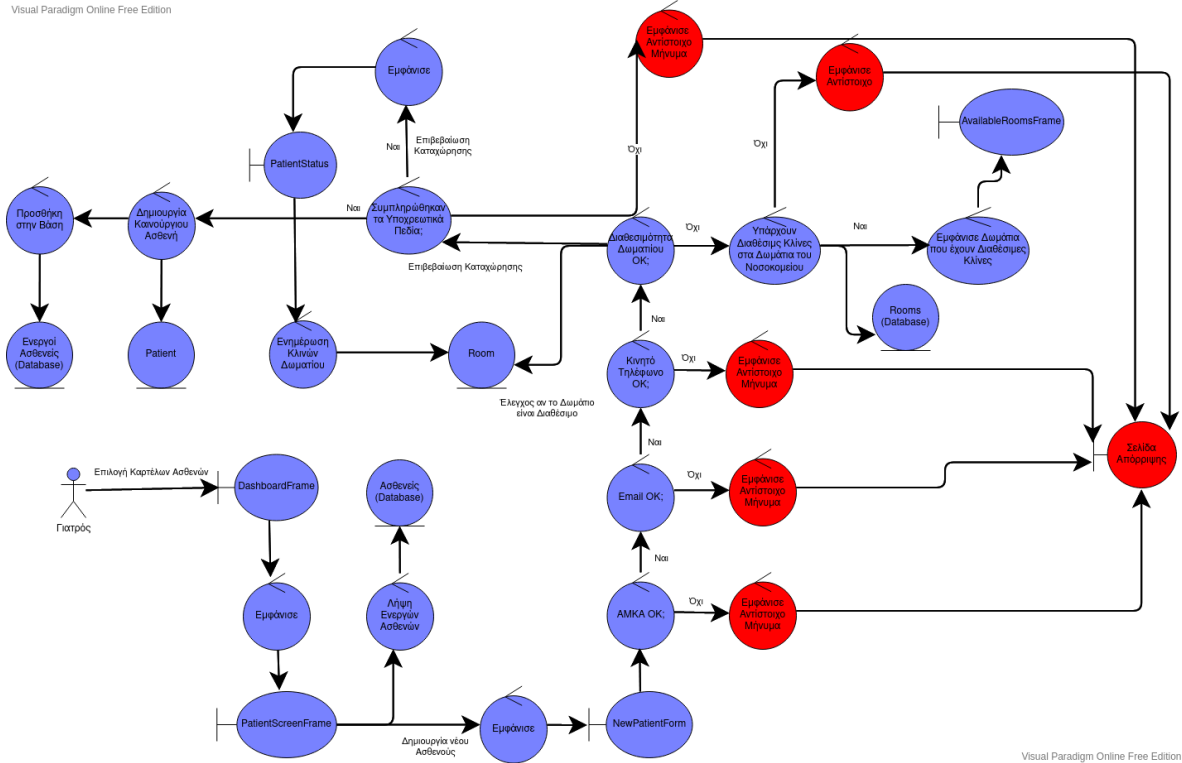 Visual Paradigm Online Free Edition
Εμφάνισε
Αντίστοιχο
Μήνυμα
Εμφάνισε
Εμφάνισε
Αντίστοιχο
AvailableRoomsFrame
Ναι
Επιβεβαίωση
Καταχώρησης
Όχι
Όχι
PatientStatus
Προσθήκη
στην Βάση
Δημιουργία
Καινούργιου
Ασθενή
Ναι
Συμπληρώθηκαν
τα Υποχρεωτικά
Πεδία;
Διαθεσιμότητα
Δωματίου
ΟΚ;
Όχι
Υπάρχουν
Διαθέσιμς Κλίνες
στα Δωμάτια του
Νοσοκομείου
Ναι
Εμφάνισε Δωμάτια
που έχουν Διαθέσιμες
Κλίνες
Επιβεβαίωση Καταχώρησης
Rooms
(Database)
Ναι
Ενεργοί
Ασθενείς
(Database)
Patient
Ενημέρωση
Κλινών
Δωματίου
Room
Κινητό
Τηλέφωνο
ΟΚ;
Όχι
Εμφάνισε
Αντίστοιχο
Μήνυμα
Έλεγχος αν το Δωμάτιο
είναι Διαθέσιμο
Ναι
Σελίδα
Απόρριψης
Επιλογή Καρτέλων Ασθενών
Γιατρός
DashboardFrame
Ασθενείς
(Database)
Email OK;
Όχι
Εμφάνισε
Αντίστοιχο
Μήνυμα
Ναι
Εμφάνισε
Λήψη
Ενεργών
Ασθενών
ΑΜΚΑ ΟΚ;
Όχι
Εμφάνισε
Αντίστοιχο
Μήνυμα
PatientScreenFrame
Δημιουργία νέου
Ασθενούς
Εμφάνισε
NewPatientForm
Visual Paradigm Online Free Edition